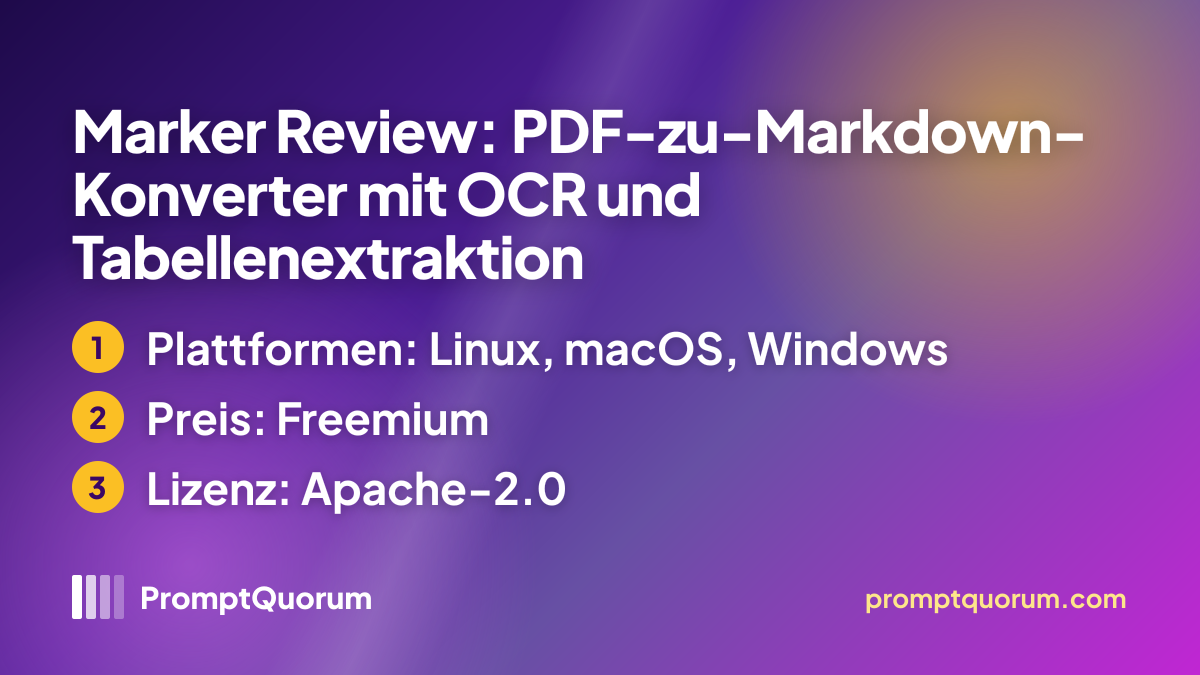 Marker Review: PDF-zu-Markdown-
Konverter mit OCR und
Tabellenextraktion
1 Plattformen: Linux, macOS, Windows
2 Preis: Freemium
3 Lizenz: Apache-2.0
PromptQuorum
promptquorum.com